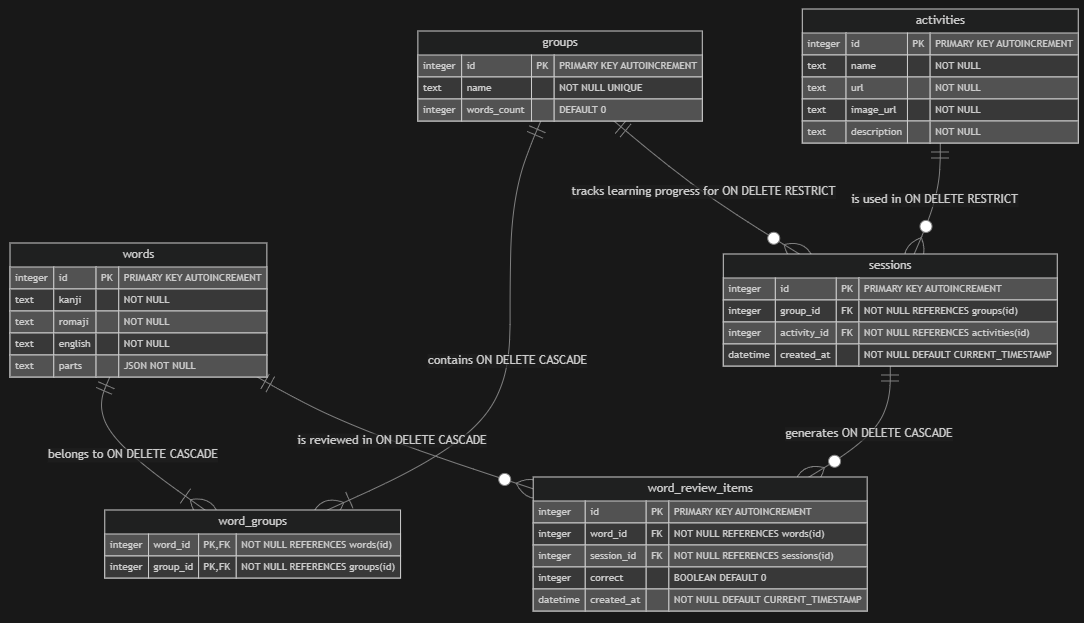 activities
integer id PK PRIMARY KEY AUTOINCREMENT
text name NOT NULL
text url NOT NULL
text image_url NOT NULL
text description NOT NULL
groups
integer id PK PRIMARY KEY AUTOINCREMENT
text name NOT NULL UNIQUE
integer words_count DEFAULT 0
tracks learning progress for ON DELETE RESTRICT
is used in ON DELETE RESTRICT
words
integer id PK PRIMARY KEY AUTOINCREMENT
text kanji NOT NULL
text romaji NOT NULL
text english NOT NULL
text parts JSON NOT NULL
sessions
integer id PK PRIMARY KEY AUTOINCREMENT
integer group_id FK NOT NULL REFERENCES groups(id)
integer activity_id FK NOT NULL REFERENCES activities(id)
datetime created_at NOT NULL DEFAULT CURRENT_TIMESTAMP
contains ON DELETE CASCADE
is reviewed in ON DELETE CASCADE
generates ON DELETE CASCADE
belongs to ON DELETE CASCADE
word_groups
integer word_id PK,FK NOT NULL REFERENCES words(id)
integer group_id PK,FK NOT NULL REFERENCES groups(id)
word_review_items
integer id PK PRIMARY KEY AUTOINCREMENT
integer word_id FK NOT NULL REFERENCES words(id)
integer session_id FK NOT NULL REFERENCES sessions(id)
integer correct BOOLEAN DEFAULT 0
datetime created_at NOT NULL DEFAULT CURRENT_TIMESTAMP